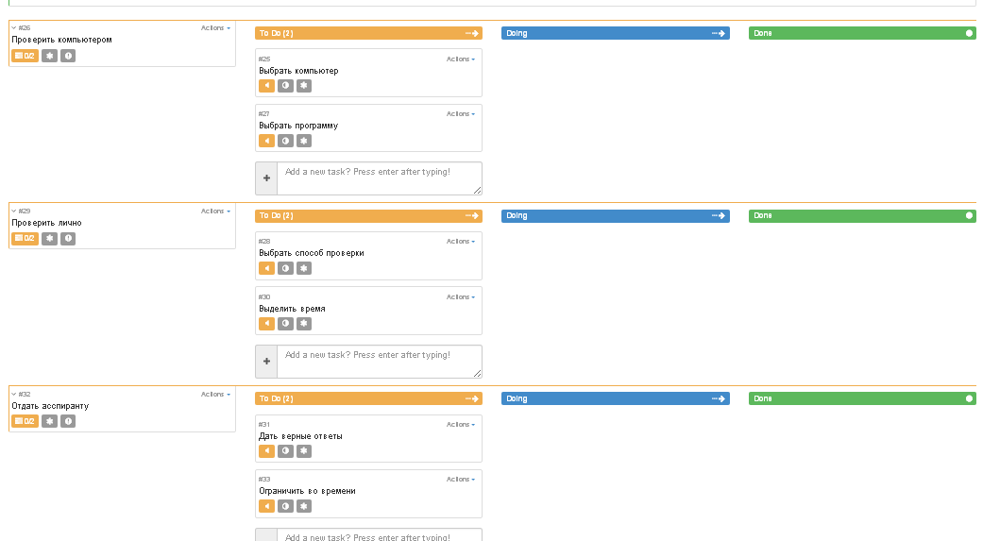 #26 Actions
Проверить компьютером
0/2
To Do (2)
Doing
Done
#25 Actions
Выбрать компьютер
#27 Actions
Выбрать программу
Add a new task? Press enter after typing!
#29 Actions
Проверить лично
0/2
To Do (2)
Doing
Done
#28 Actions
Выбрать способ проверки
#30 Actions
Выделить время
Add a new task? Press enter after typing!
#32 Actions
Отдать асспиранту
0/2
To Do (2)
Doing
Done
#31 Actions
Дать верные ответы
#33 Actions
Ограничить во времени
Add a new task? Press enter after typing!